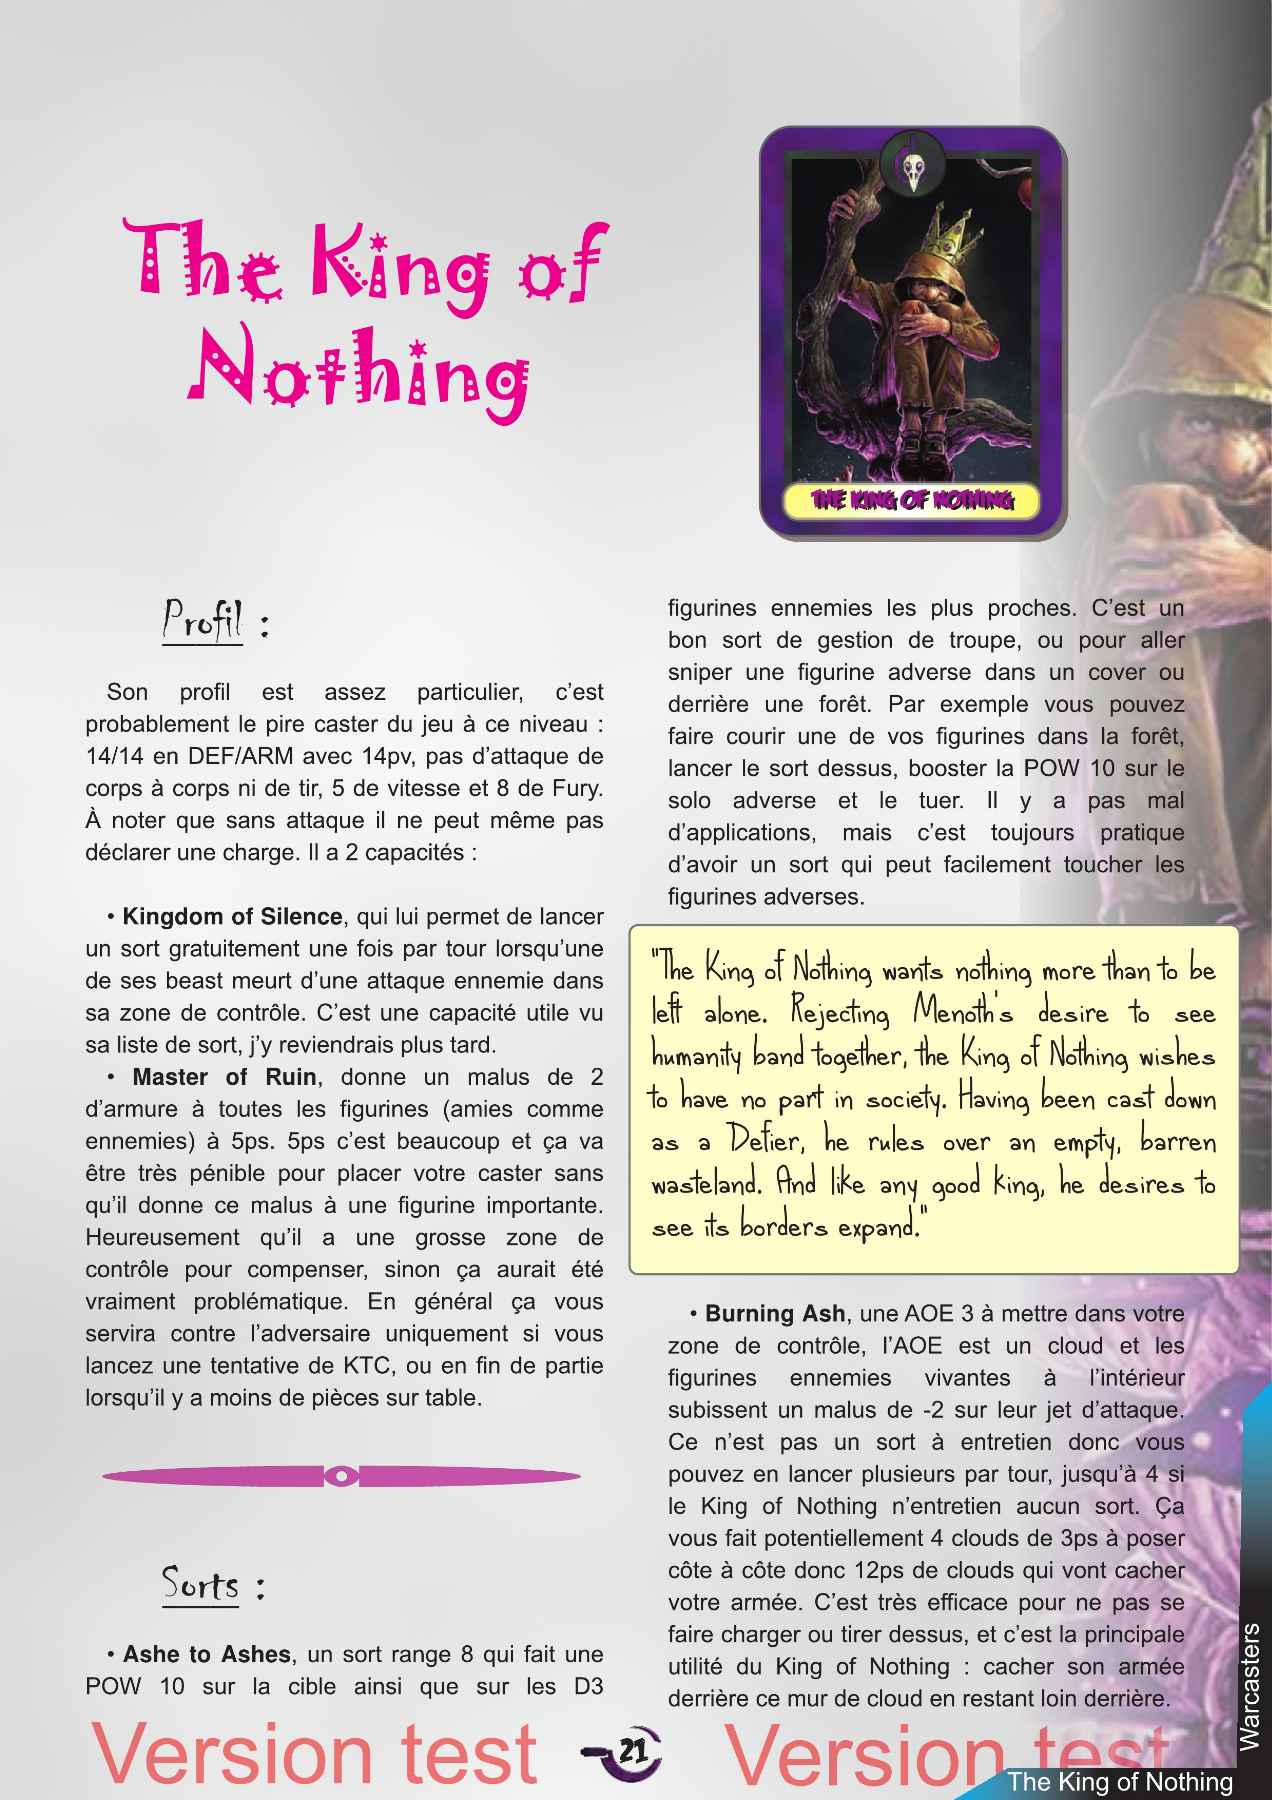 The King of
Nothing
THE KING OF NOTHING
Profil :
Son profil est assez particulier, c'est
probablement le pire caster du jeu à ce niveau :
14/14 en DEF/ARM avec 14pv, pas d'attaque de
corps à corps ni de tir, 5 de vitesse et 8 de Fury.
À noter que sans attaque il ne peut même pas
déclarer une charge. Il a 2 capacités :
• Kingdom of Silence, qui lui permet de lancer
un sort gratuitement une fois par tour lorsqu'une
de ses beast meurt d'une attaque ennemie dans
sa zone de contrôle. C'est une capacité utile vu
sa liste de sort, j'y reviendrais plus tard.
• Master of Ruin, donne un malus de 2
d'armure à toutes les figurines (amies comme
ennemies) à 5ps. 5ps c'est beaucoup et ça va
être très pénible pour placer votre caster sans
qu'il donne ce malus à une figurine importante.
Heureusement qu'il a une grosse zone de
contrôle pour compenser, sinon ça aurait été
vraiment problématique. En général ça vous
servira contre l'adversaire uniquement si vous
lancez une tentative de KTC, ou en fin de partie
lorsqu'il y a moins de pièces sur table.
Sorts :
• Ashe to Ashes, un sort range 8 qui fait une
POW 10 sur la cible ainsi que sur les D3
figurines ennemies les plus proches. C'est un
bon sort de gestion de troupe, ou pour aller
sniper une figurine adverse dans un cover ou
derrière une forêt. Par exemple vous pouvez
faire courir une de vos figurines dans la forêt,
lancer le sort dessus, booster la POW 10 sur le
solo adverse et le tuer. Il y a pas mal
d'applications, mais c'est toujours pratique
d'avoir un sort qui peut facilement toucher les
figurines adverses.
"The King of Nothing wants nothing more than to be
left alone. Rejecting Menoth's desire to see
humanity band together, the King of Nothing wishes
to have no part in society. Having been cast down
as a Defier, he rules over an empty, barren
wasteland. And like any good king, he desires to
see its borders expand."
• Burning Ash, une AOE 3 à mettre dans votre
zone de contrôle, l'AOE est un cloud et les
figurines ennemies vivantes à l'intérieur
subissent un malus de -2 sur leur jet d'attaque.
Ce n'est pas un sort à entretien donc vous
pouvez en lancer plusieurs par tour, jusqu'à 4 si
le King of Nothing n'entretien aucun sort. Ça
vous fait potentiellement 4 clouds de 3ps à poser
côte à côte donc 12ps de clouds qui vont cacher
votre armée. C'est très efficace pour ne pas se
faire charger ou tirer dessus, et c'est la principale
utilité du King of Nothing : cacher son armée
derrière ce mur de cloud en restant loin derrière.
Warcasters
Version test
21
Version test
The King of Nothing